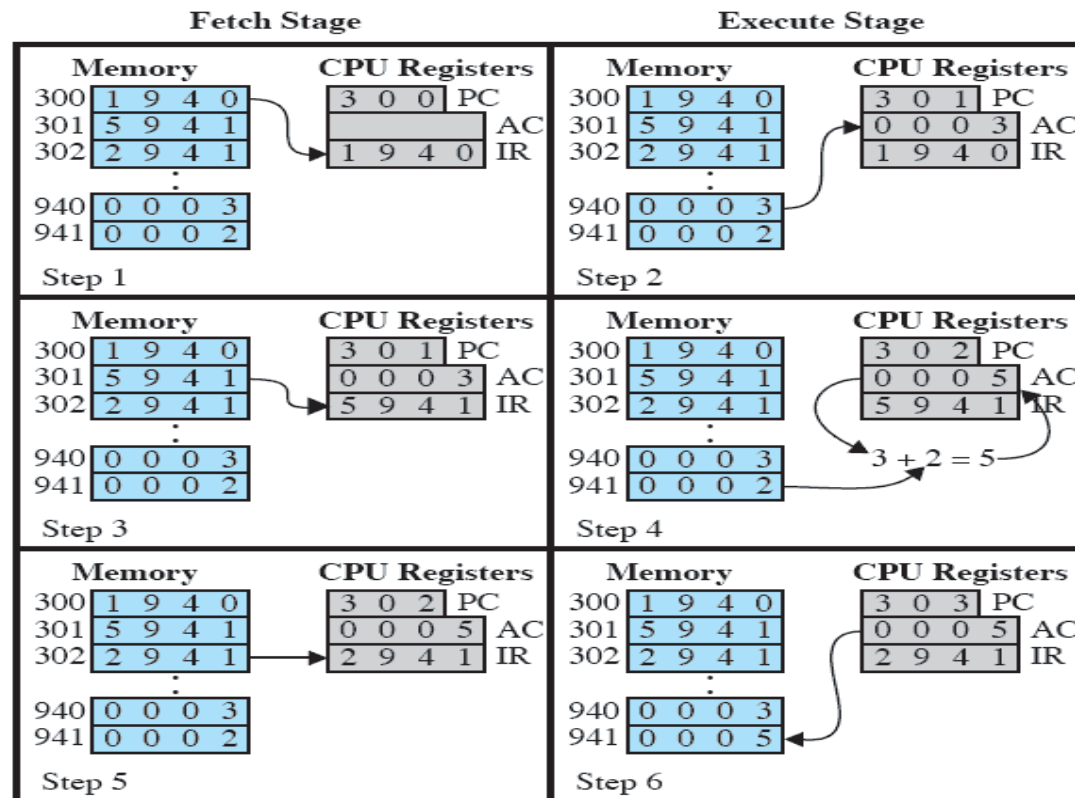 Fetch Stage Execute Stage
Memory CPU Registers
300 1 9 4 0 3 0 0 PC
301 5 9 4 1 AC
302 2 9 4 1 1 9 4 0 IR
940 0 0 0 3
941 0 0 0 2
Step 1
Memory CPU Registers
300 1 9 4 0 3 0 1 PC
301 5 9 4 1 0 0 0 3 AC
302 2 9 4 1 1 9 4 0 IR
940 0 0 0 3
941 0 0 0 2
Step 2
Memory CPU Registers
300 1 9 4 0 3 0 1 PC
301 5 9 4 1 0 0 0 3 AC
302 2 9 4 1 5 9 4 1 IR
940 0 0 0 3
941 0 0 0 2
Step 3
Memory CPU Registers
300 1 9 4 0 3 0 2 PC
301 5 9 4 1 0 0 0 5 AC
302 2 9 4 1 5 9 4 1 IR
940 0 0 0 3 3 + 2 = 5
941 0 0 0 2
Step 4
Memory CPU Registers
300 1 9 4 0 3 0 2 PC
301 5 9 4 1 0 0 0 5 AC
302 2 9 4 1 2 9 4 1 IR
940 0 0 0 3
941 0 0 0 2
Step 5
Memory CPU Registers
300 1 9 4 0 3 0 3 PC
301 5 9 4 1 0 0 0 5 AC
302 2 9 4 1 2 9 4 1 IR
940 0 0 0 3
941 0 0 0 5
Step 6